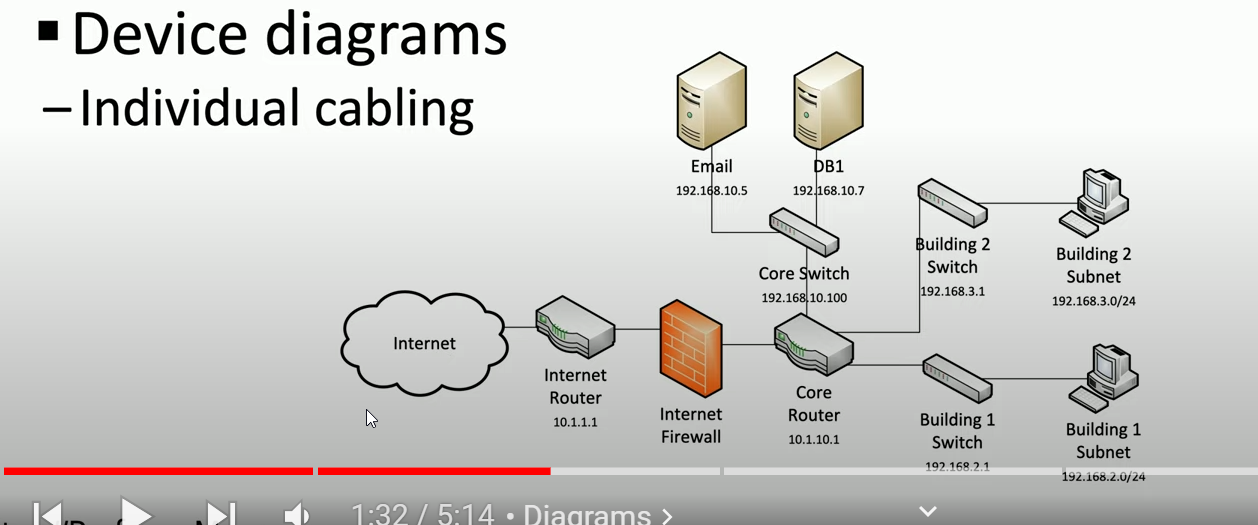 ▪ Device diagrams
– Individual cabling
Email
192.168.10.5
DB1
192.168.10.7
Core Switch
192.168.10.100
Building 2
Switch
192.168.3.1
Building 2
Subnet
192.168.3.0/24
Internet
Internet
Router
10.1.1.1
Internet
Firewall
Core
Router
10.1.10.1
Building 1
Switch
192.168.2.1
Building 1
Subnet
192.168.2.0/24
1:32 / 5:14 • Diagrams >